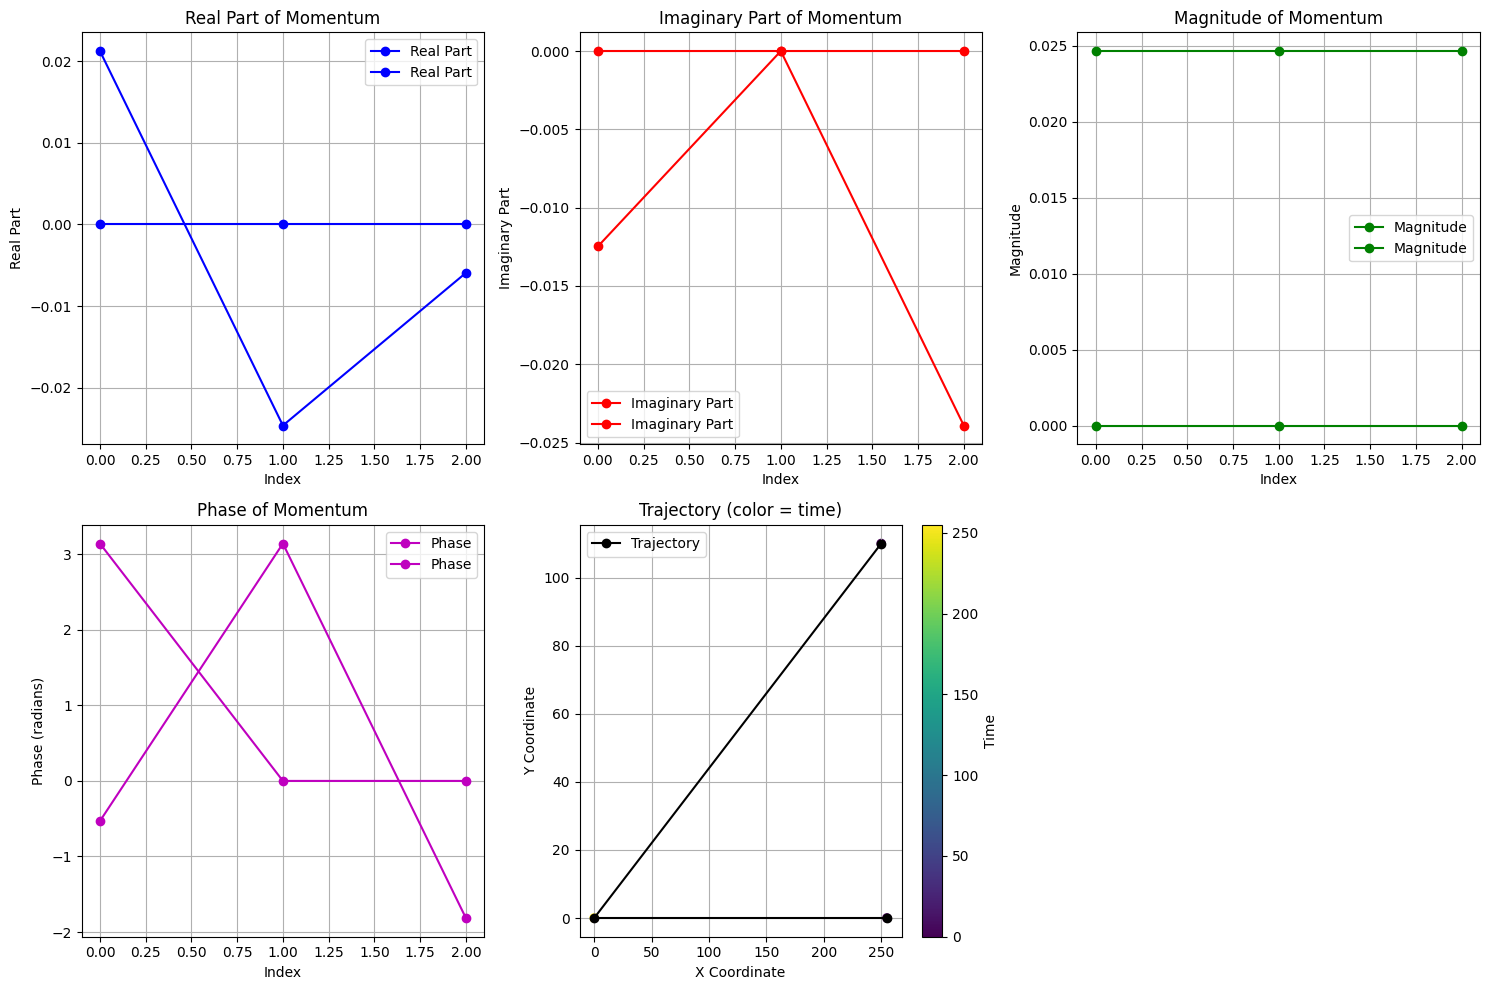 Real Part of Momentum
Real Part
Real Part
Real Part
0.02
0.01
0.00
−0.01
−0.02
0.00 0.25 0.50 0.75 1.00 1.25 1.50 1.75 2.00
Index
Imaginary Part of Momentum
Imaginary Part
0.000
−0.005
−0.010
−0.015
−0.020
−0.025
Imaginary Part
Imaginary Part
0.00 0.25 0.50 0.75 1.00 1.25 1.50 1.75 2.00
Index
Magnitude of Momentum
Magnitude
0.025
0.020
0.015
0.010
0.005
0.000
Magnitude
Magnitude
0.00 0.25 0.50 0.75 1.00 1.25 1.50 1.75 2.00
Index
Phase of Momentum
Phase (radians)
Phase
Phase
3
2
1
0
−1
−2
0.00 0.25 0.50 0.75 1.00 1.25 1.50 1.75 2.00
Index
Trajectory (color = time)
Trajectory
Y Coordinate
100
80
60
40
20
0
0 50 100 150 200 250
X Coordinate
250
200
150
100
50
0
Time